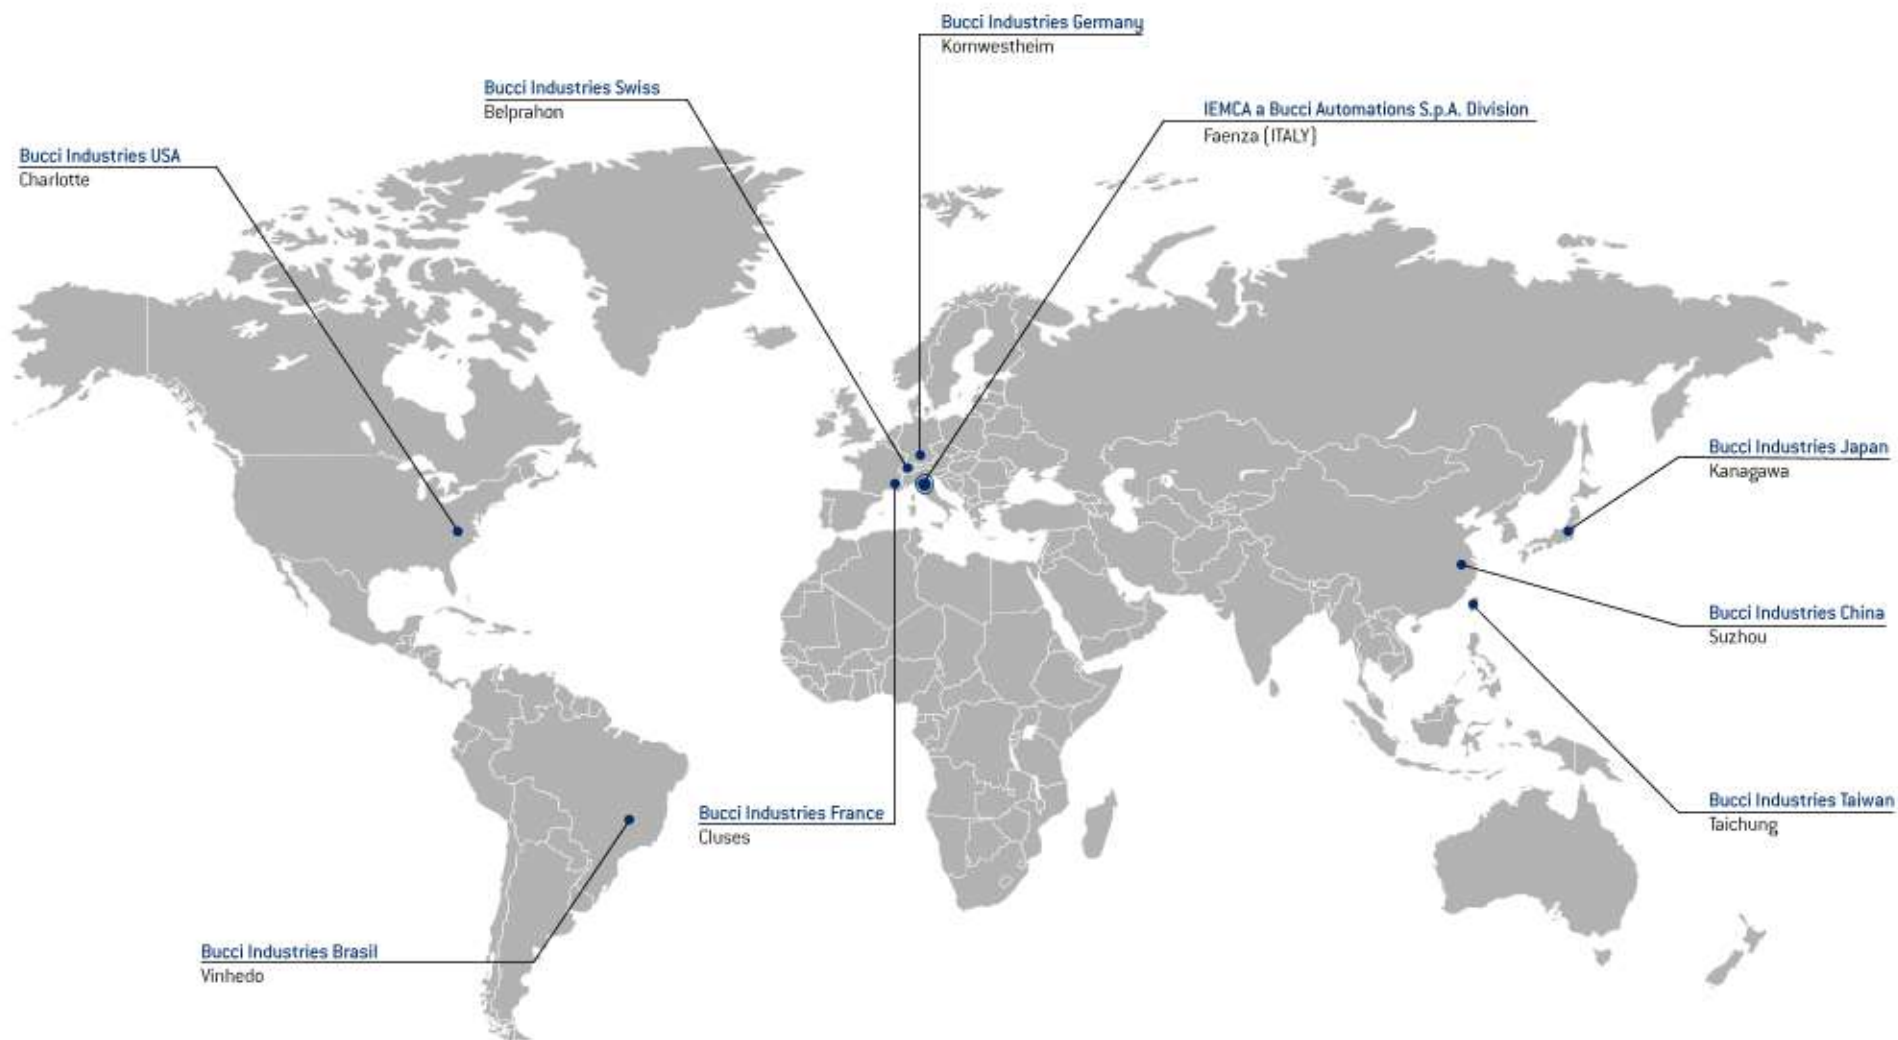 Bucci Industries Germany
Kornwestheim
Bucci Industries Swiss
Belprahon
IEMCA a Bucci Automations S.p.A. Division
Faenza (ITALY)
Bucci Industries USA
Charlotte
Bucci Industries Japan
Kanagawa
Bucci Industries China
Suzhou
Bucci Industries Taiwan
Taichung
Bucci Industries France
Cluses
Bucci Industries Brasil
Vinhedo